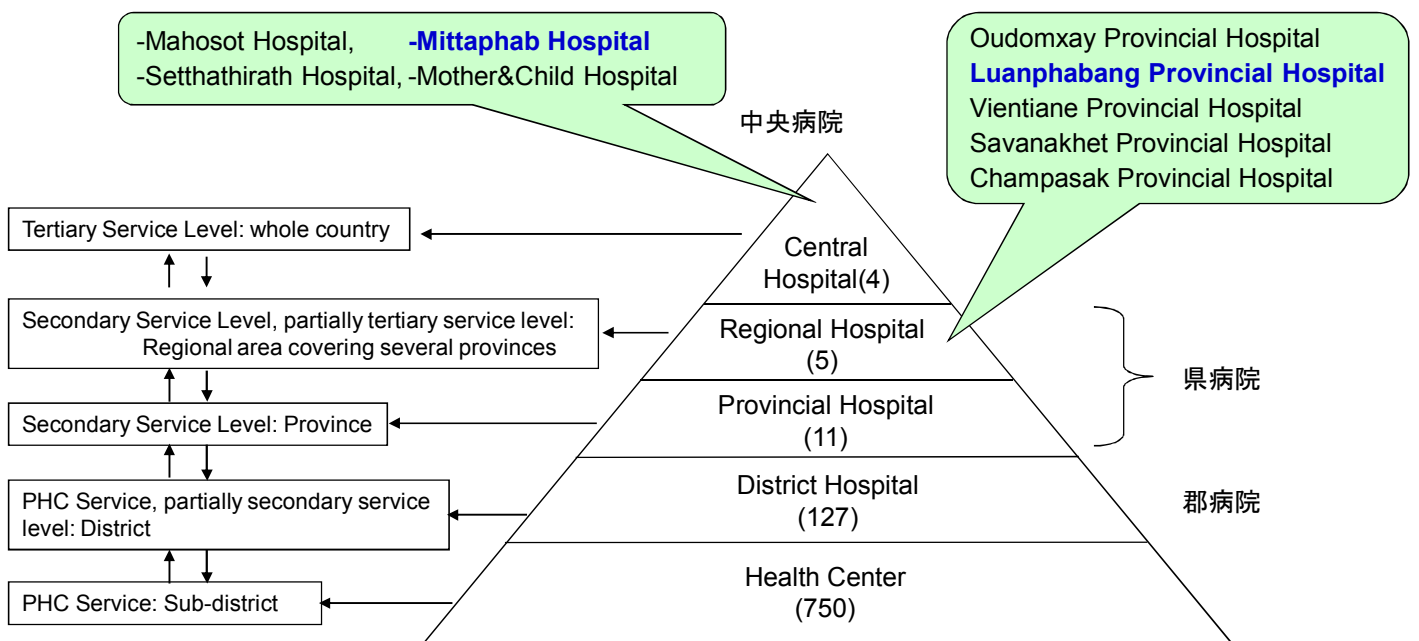 -Mahosot Hospital, -Mittaphab Hospital
-Setthathirath Hospital, -Mother&Child Hospital
Oudomxay Provincial Hospital
Luanphabang Provincial Hospital
Vientiane Provincial Hospital
Savanakhet Provincial Hospital
Champasak Provincial Hospital
中央病院
Tertiary Service Level: whole country
Central
Hospital(4)
Secondary Service Level, partially tertiary service level:
Regional area covering several provinces
Regional Hospital
(5)
県病院
Secondary Service Level: Province
Provincial Hospital
(11)
PHC Service, partially secondary service
level: District
District Hospital
(127)
郡病院
PHC Service: Sub-district
Health Center
(750)